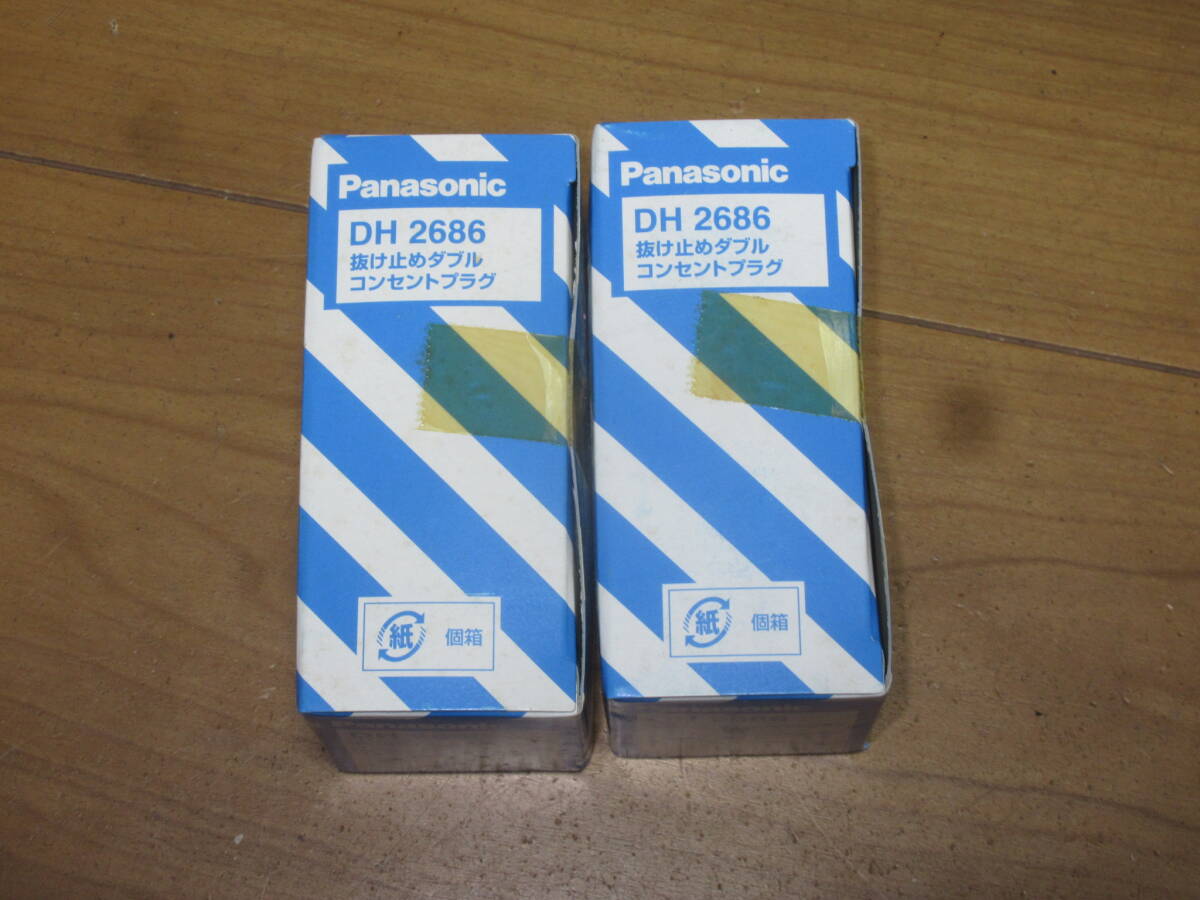 Panasonic
DH 2686
抜け止めダブル
コンセントプラグ
紙 個箱
Panasonic
DH 2686
抜け止めダブル
コンセントプラグ
紙 個箱